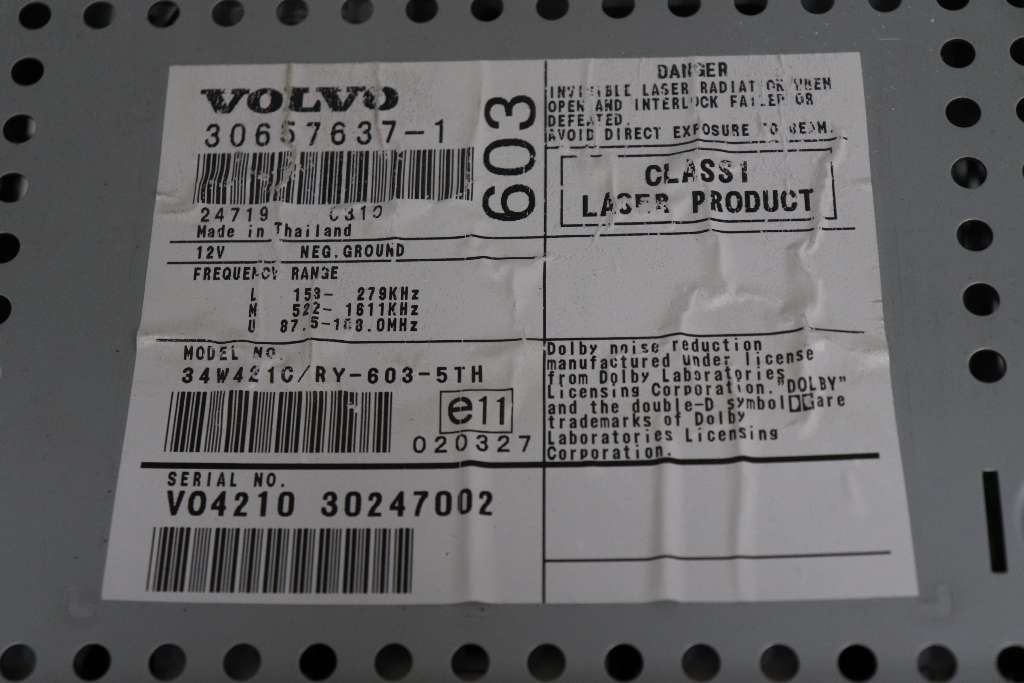 VOLVO
30657637-1
603
24719 0310
Made in Thailand
12V NEG.GROUND
FREQUENCY RANGE
L 153- 279KHz
M 522- 1611KHz
U 87.5-108.0MHz
MODEL NO.
34W421C/RY-603-5TH
e11
020327
SERIAL NO.
VO4210 30247002
DANGER
INVISIBLE LASER RADIATION WHEN
OPEN AND INTERLOCK FAILED OR
DEFEATED.
AVOID DIRECT EXPOSURE TO BEAM.
CLASS1
LASER PRODUCT
Dolby noise reduction
manufactured under license
from Dolby Laboratories
Licensing Corporation. "DOLBY"
and the double-D symbol are
trademarks of Dolby
Laboratories Licensing
Corporation.